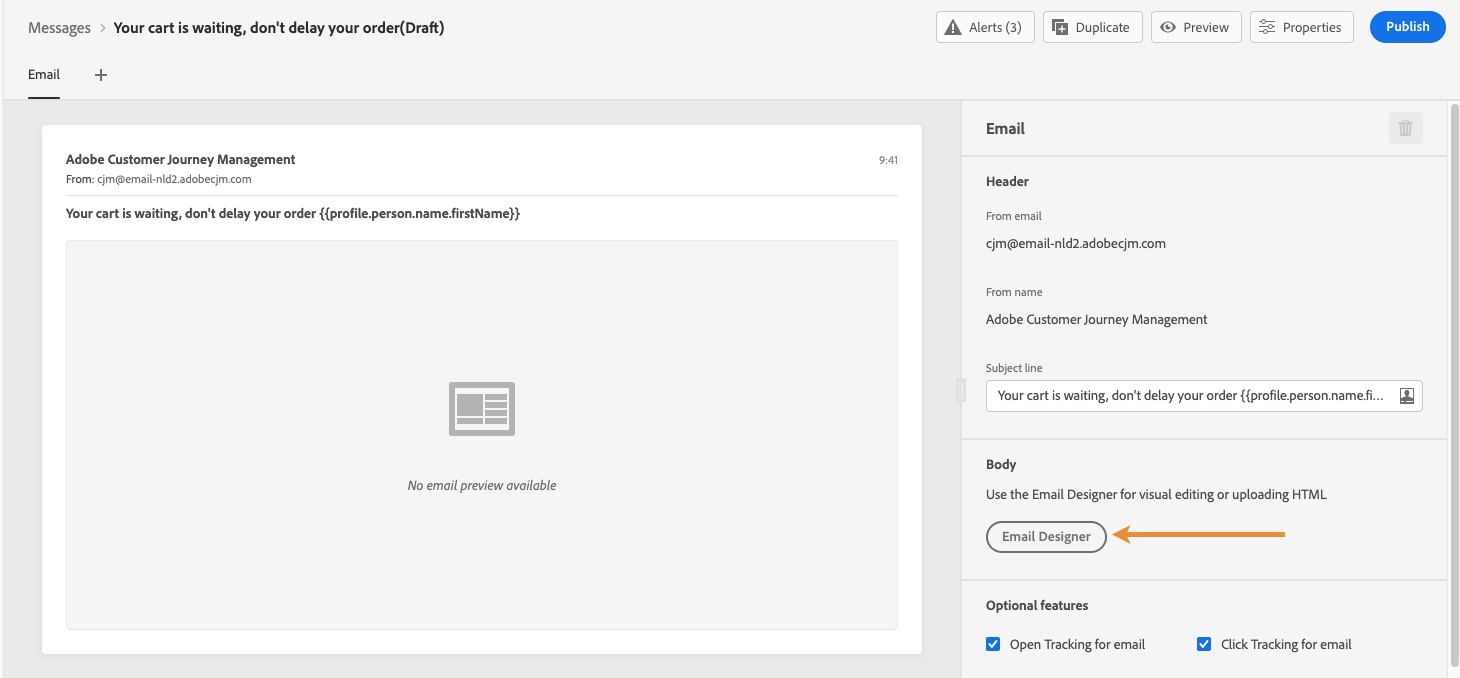 Messages > Your cart is waiting, don't delay your order(Draft)
Alerts (3)
Duplicate
Preview
Properties
Publish
Email
Adobe Customer Journey Management
9:41
From: cjm@email-nld2.adobecjm.com
Your cart is waiting, don't delay your order {{profile.person.name.firstName}}
No email preview available
Email
Header
From email
cjm@email-nld2.adobecjm.com
From name
Adobe Customer Journey Management
Subject line
Your cart is waiting, don't delay your order {{profile.person.name.fi...
Body
Use the Email Designer for visual editing or uploading HTML
Email Designer
Optional features
Open Tracking for email
Click Tracking for email